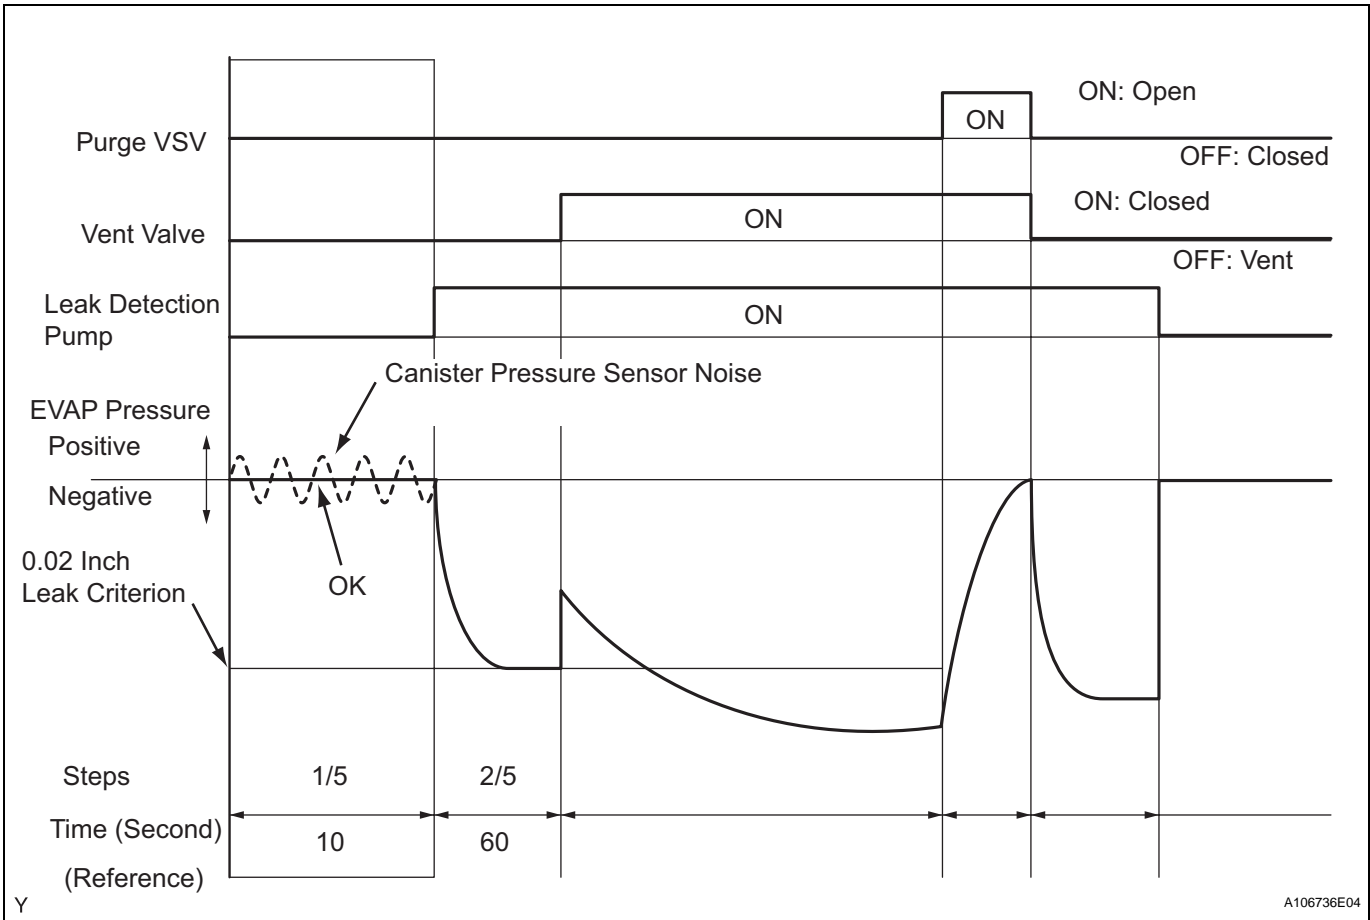 ON: Open
ON
Purge VSV
OFF: Closed
ON: Closed
ON
Vent Valve
OFF: Vent
Leak Detection
Pump
ON
Canister Pressure Sensor Noise
EVAP Pressure
Positive
Negative
0.02 Inch
Leak Criterion
OK
Steps
1/5
2/5
Time (Second)
10
60
(Reference)
Y
A106736E04